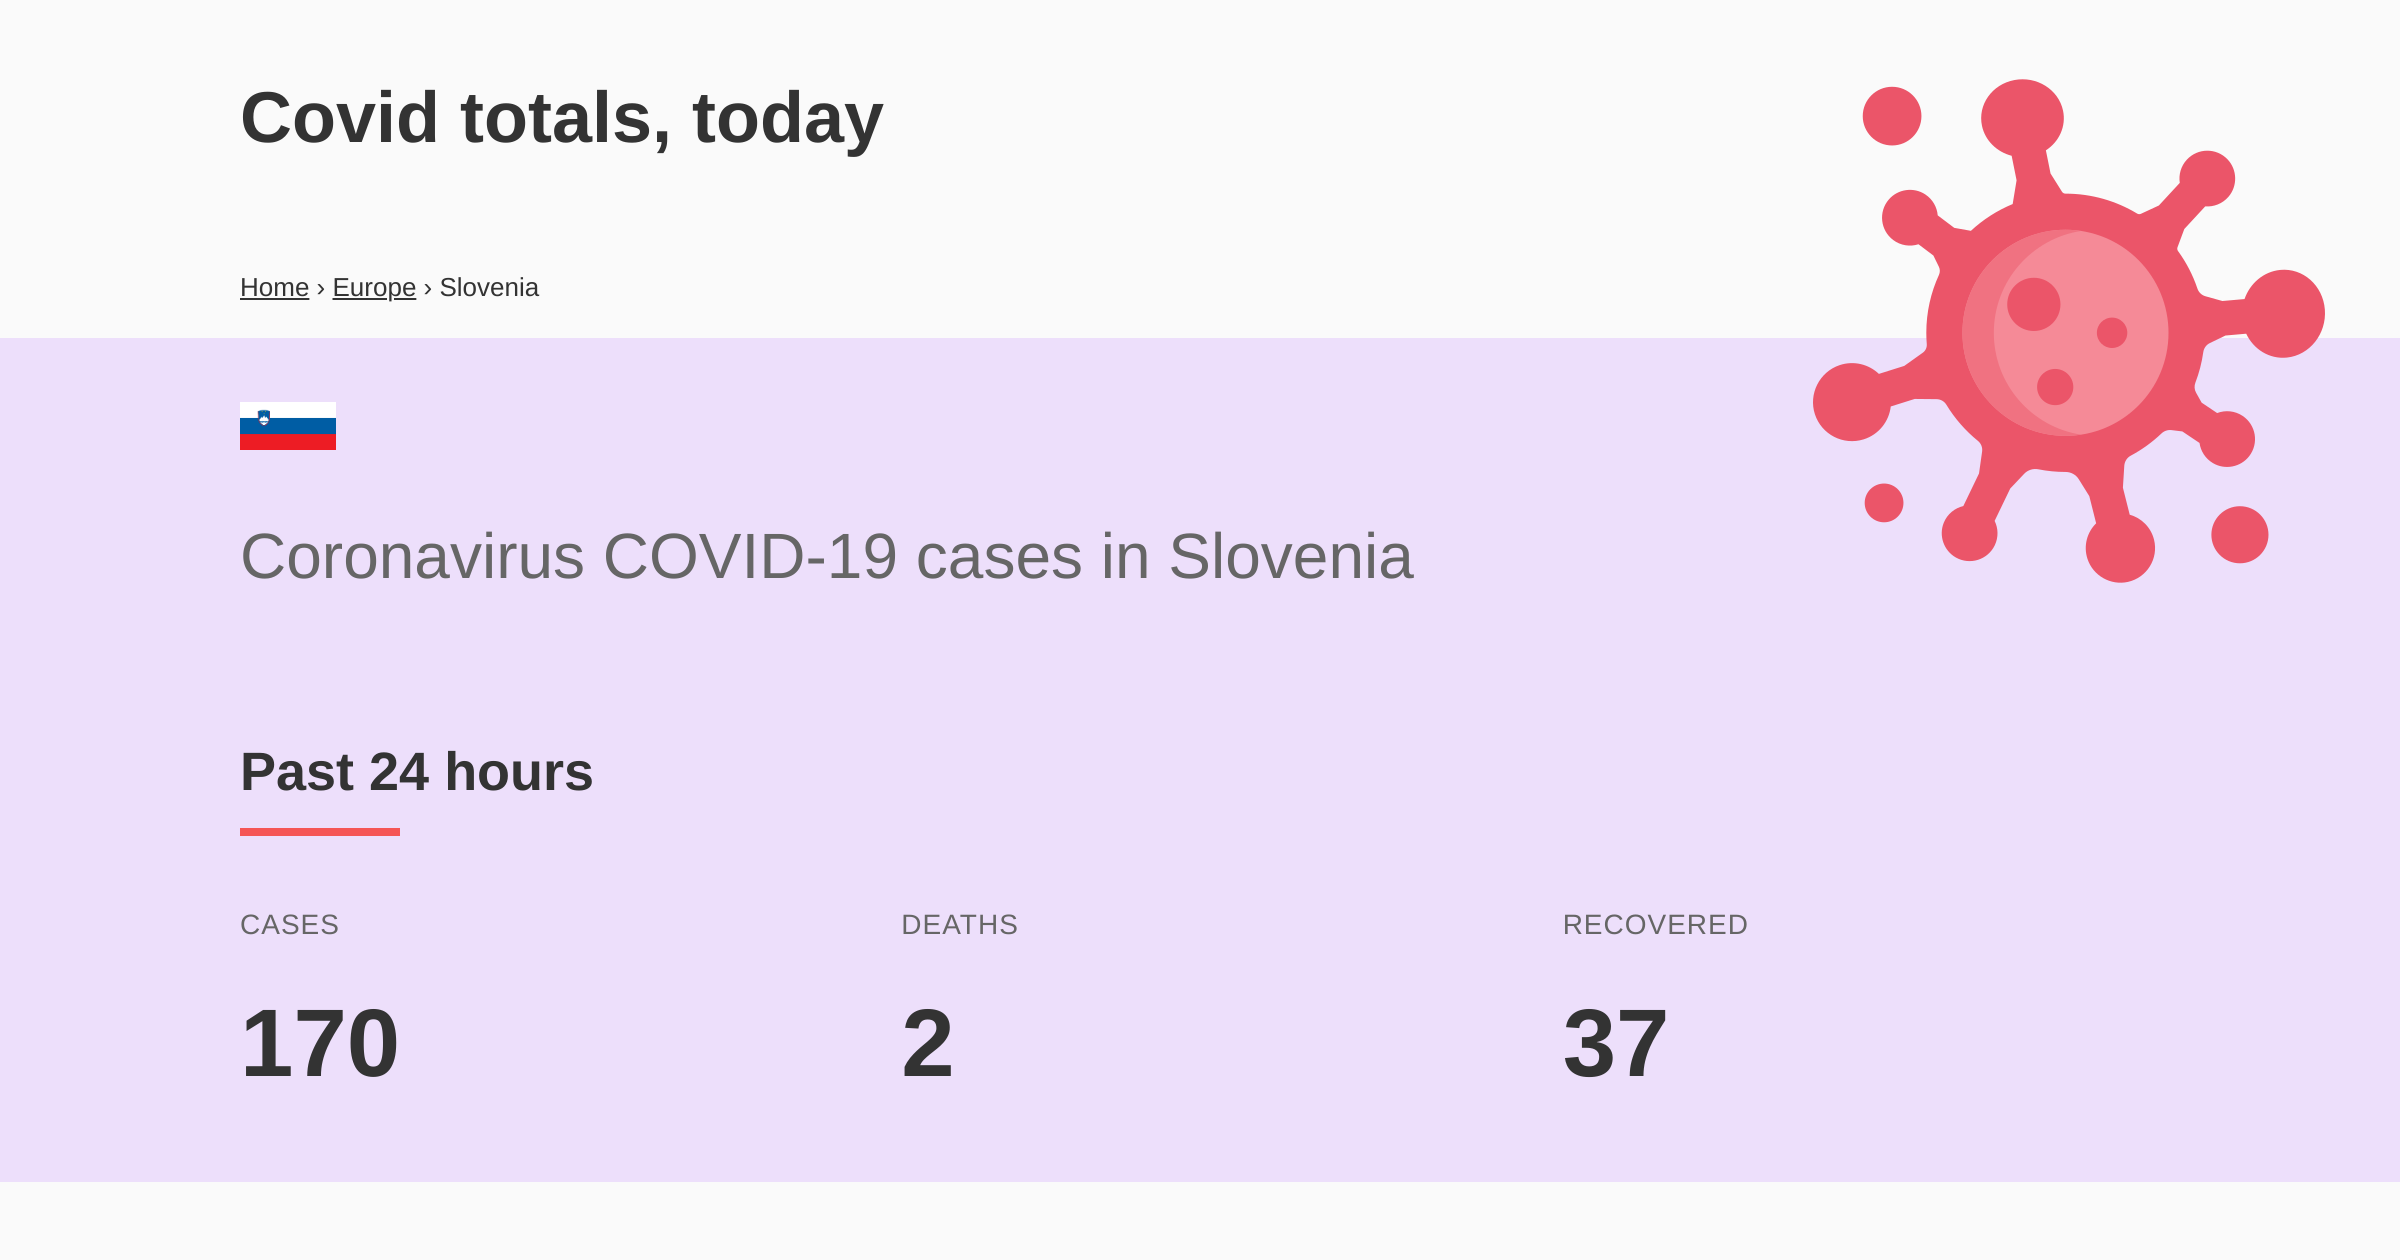 Covid totals, today
Home › Europe › Slovenia
Coronavirus COVID-19 cases in Slovenia
Past 24 hours
CASES DEATHS RECOVERED
170 2 37